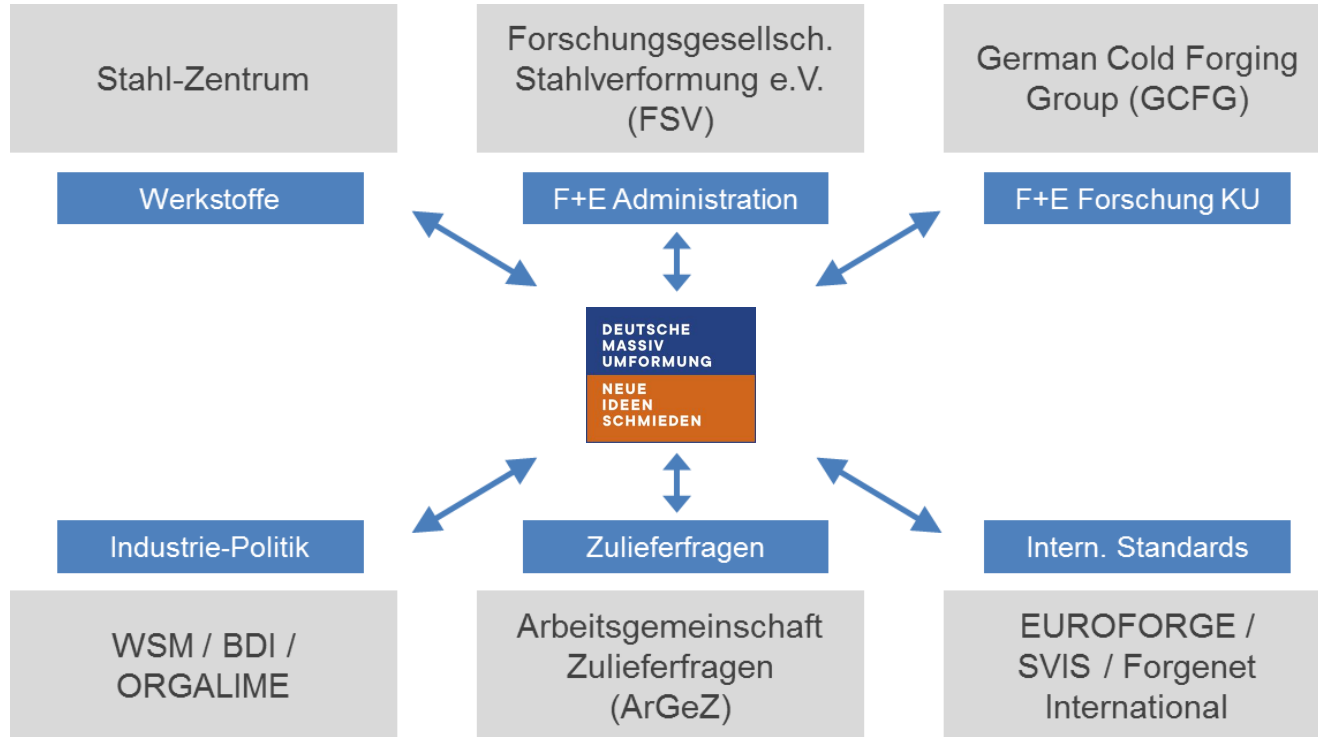 Stahl-Zentrum
Forschungsgesellsch.
Stahlverformung e.V.
(FSV)
German Cold Forging
Group (GCFG)
Werkstoffe
F+E Administration
F+E Forschung KU
DEUTSCHE
MASSIV
UMFORMUNG
NEUE
IDEEN
SCHMIEDEN
Industrie-Politik
Zulieferfragen
Intern. Standards
WSM / BDI /
ORGALIME
Arbeitsgemeinschaft
Zulieferfragen
(ArGeZ)
EUROFORGE /
SVIS / Forgenet
International